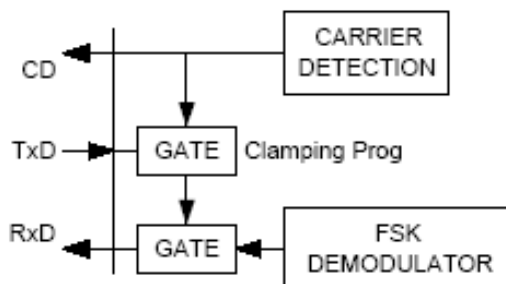 CARRIER
DETECTION
CD
TxD
GATE
Clamping Prog
RxD
GATE
FSK
DEMODULATOR